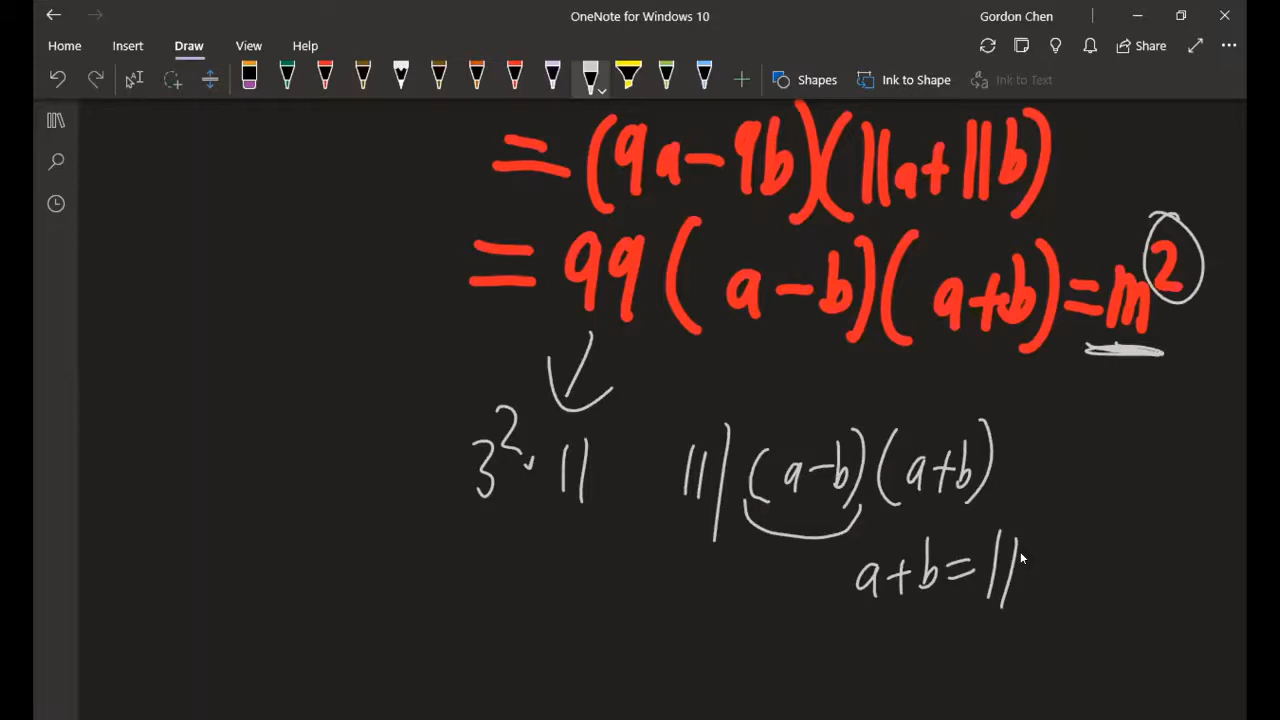 OneNote for Windows 10
Gordon Chen
Home Insert Draw View Help
Share
Shapes
Ink to Shape
Ink to Text
= (9a-9b)(11a+11b)
= 99(a-b)(a+b)=m²
3²·11
11|(a-b)(a+b)
a+b=11